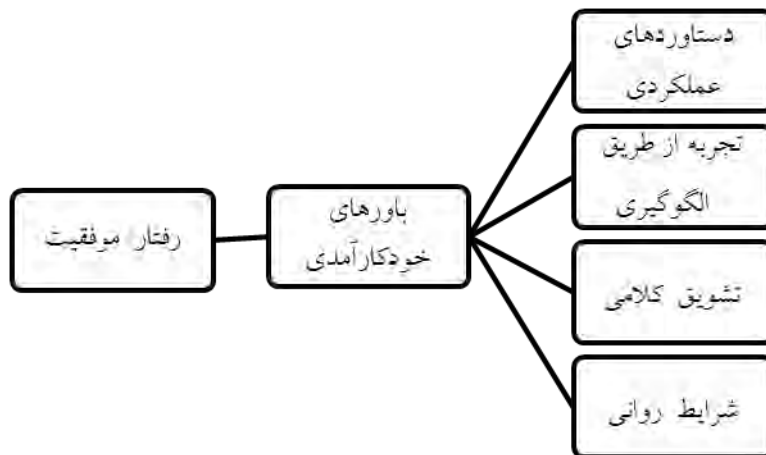 دستاوردهای
عملکردی
تجربه از طریق
الگوگیری
باورهای
خودکارآمدی
رفتار موفقیت
تشویق کلامی
شرایط روانی